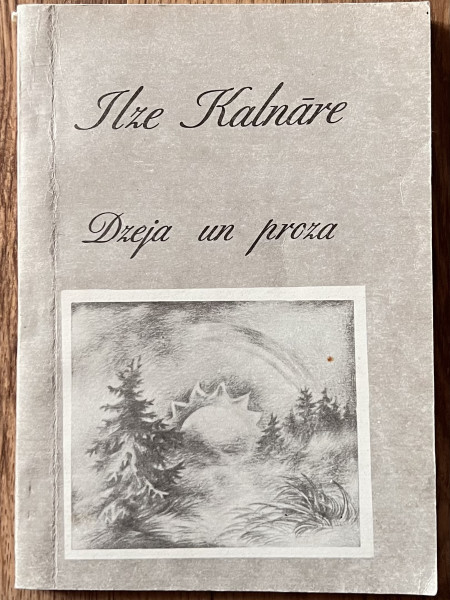 Ilze Kalnāre
Dzeja un proza